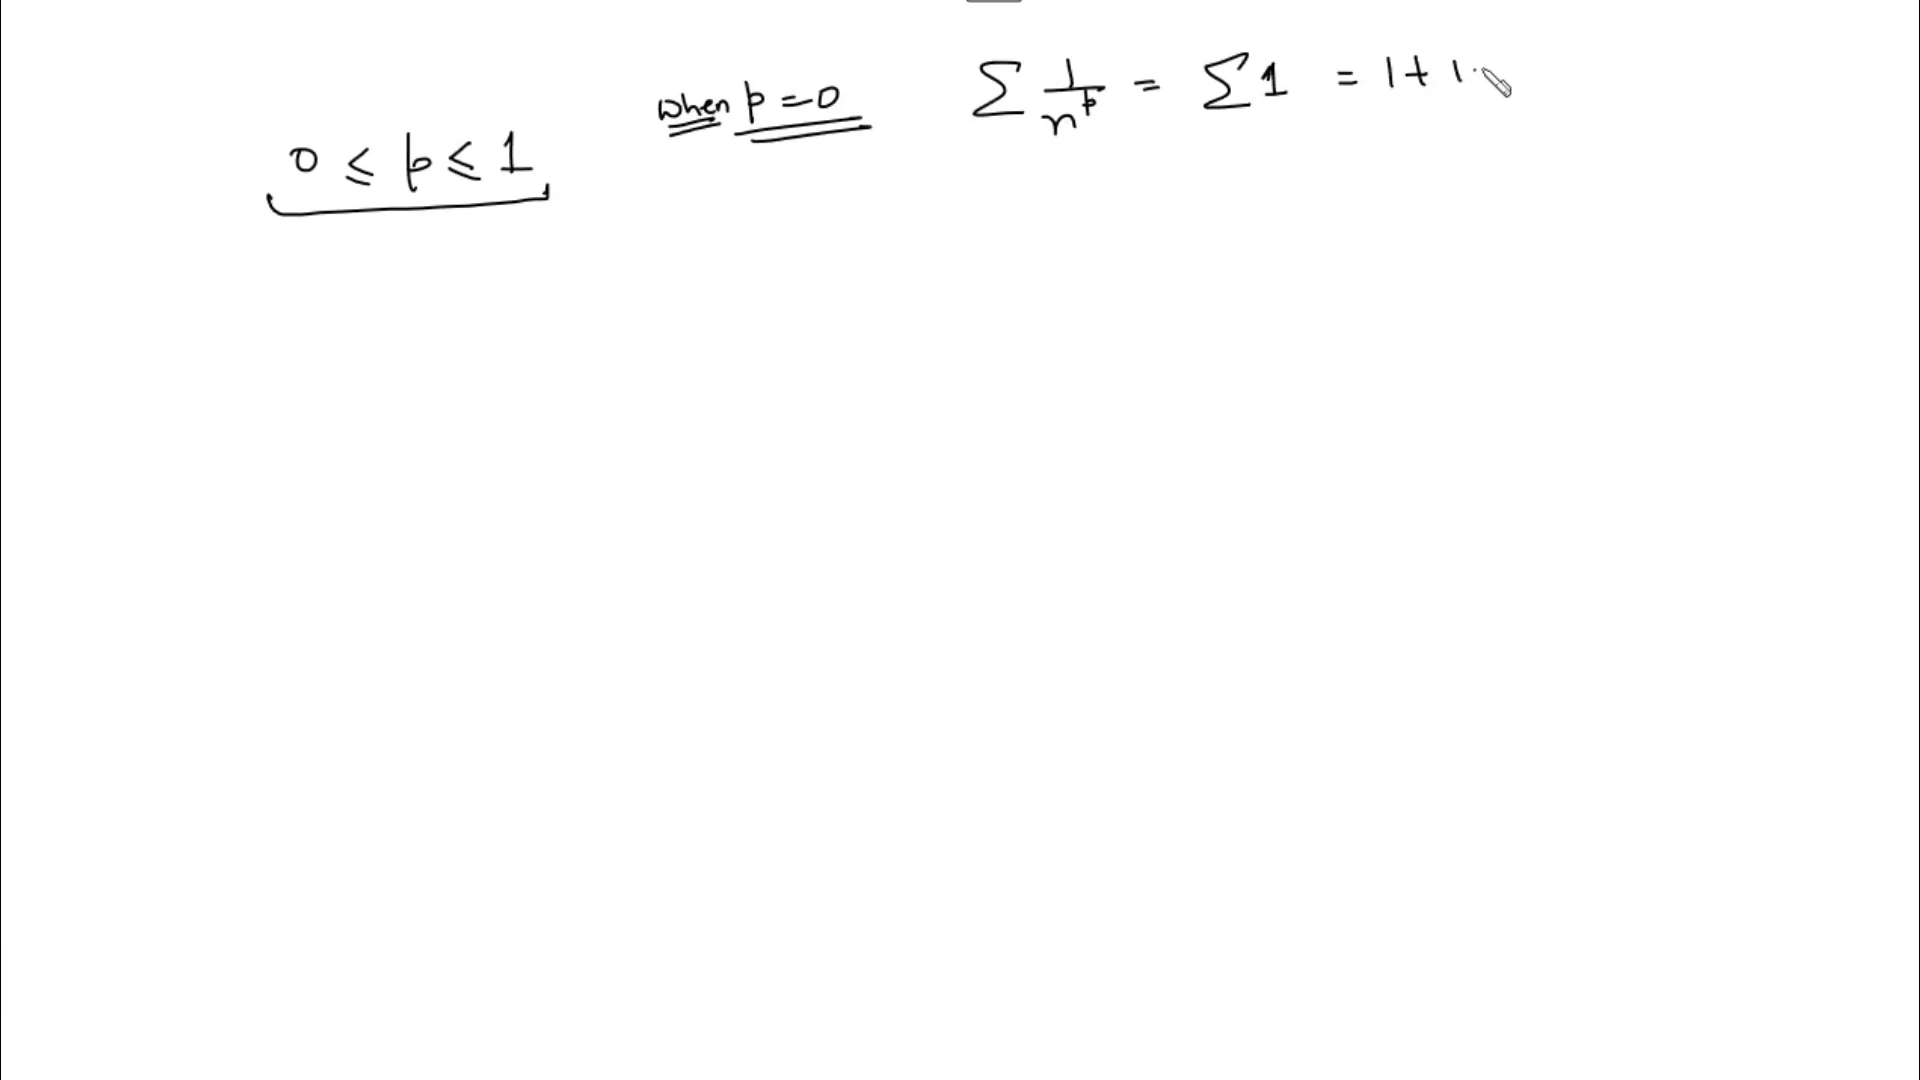 when p = 0 ∑ 1/n^p = ∑ 1 = 1 + 1
0 ≤ p ≤ 1